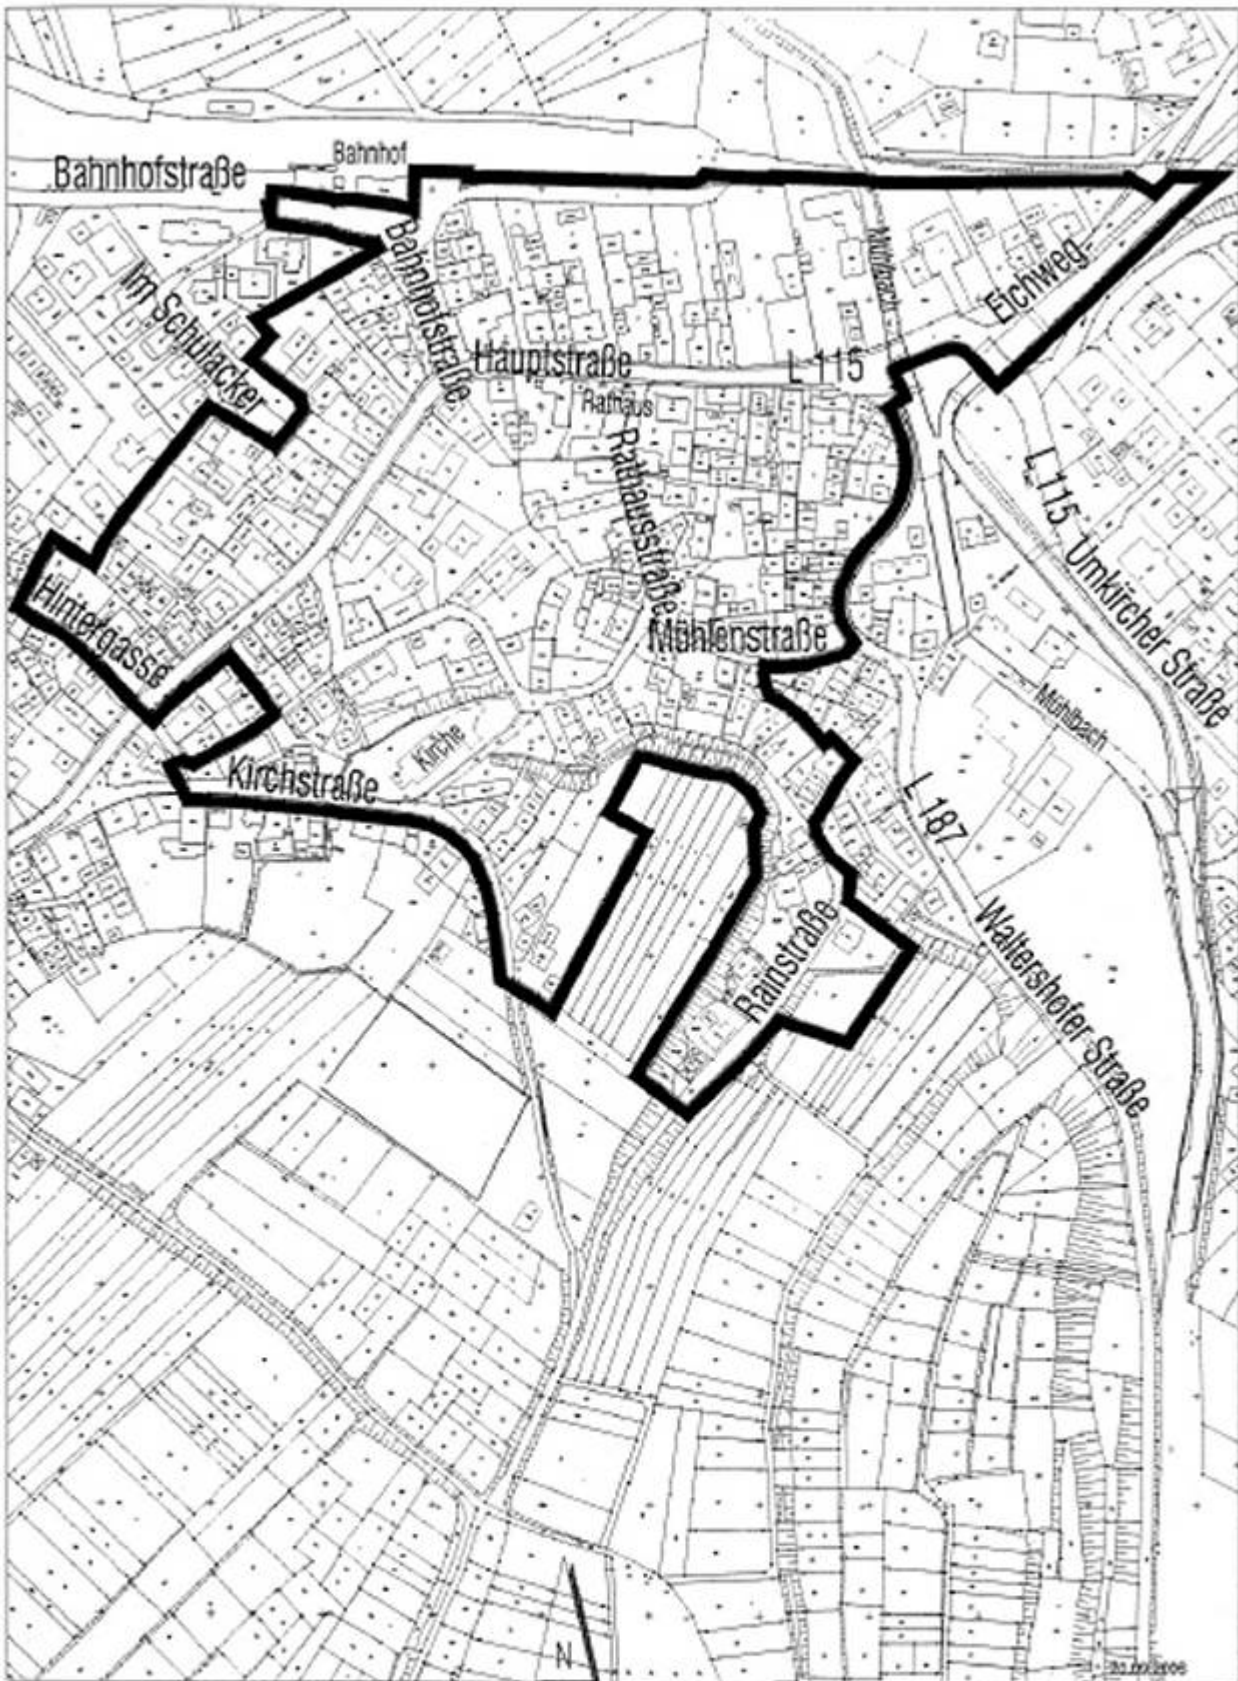 Bahnhof
Bahnhofstraße
Mühlbach
Eichweg
Im Schulacker
Bahnhofstraße
Hauptstraße
L 115
Rathaus
Rathausstraße
L 115 Umkircher Straße
Hintergasse
Mühlenstraße
Mühlbach
Kirche
Kirchstraße
L 187
Waltershofer Straße
Rainstraße
N